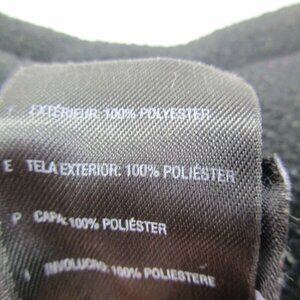 F EXTÉRIEUR: 100% POLYESTER
E TELA EXTERIOR: 100% POLIÉSTER
P CAPA: 100% POLIÉSTER
I INVOLUCRO: 100% POLIESTERE